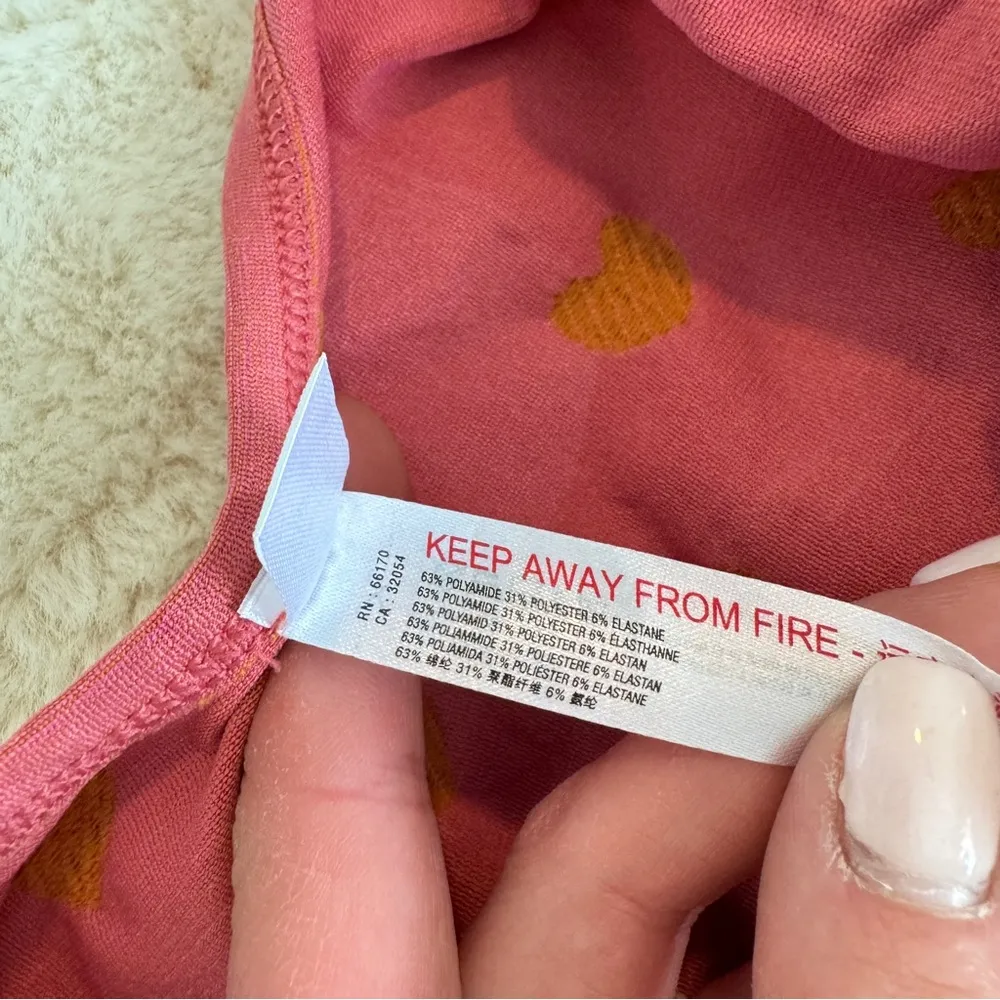 RN : 66170
CA : 32054
KEEP AWAY FROM FIRE -
63% POLYAMIDE 31% POLYESTER 6% ELASTANE
63% POLYAMIDE 31% POLYESTER 6% ÉLASTHANNE
63% POLYAMID 31% POLYESTER 6% ELASTAN
63% POLIAMMIDE 31% POLIESTERE 6% ELASTAN
63% POLIAMIDA 31% POLIÉSTER 6% ELASTANE
63% 锦纶 31% 聚酯纤维 6% 氨纶